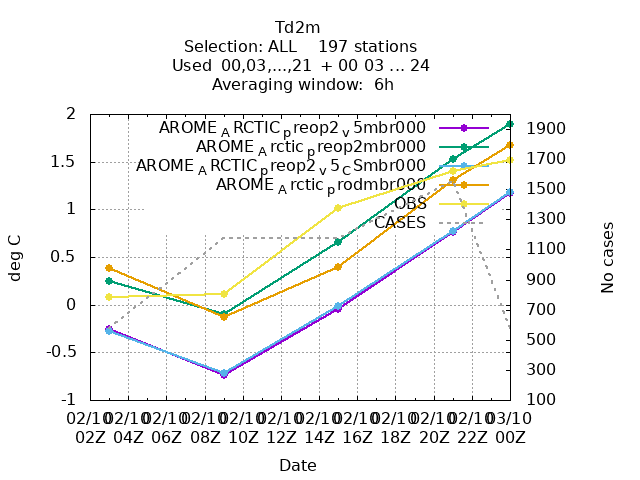 Td2m
Selection: ALL 197 stations
Used 00,03,...,21 + 00 03 ... 24
Averaging window: 6h
2
1.5
1
0.5
0
-0.5
-1
1900
1700
1500
1300
1100
900
700
500
300
100
deg C
No cases
AROME_ARCTIC_preop2_v5mbr000
AROME_Arctic_preop2mbr000
AROME_ARCTIC_preop2_v5_CSmbr000
AROME_Arctic_prodmbr000
OBS
CASES
02/10 02/10 02/10 02/10 02/10 02/10 02/10 02/10 02/10 02/10 02/10 03/10
02Z 04Z 06Z 08Z 10Z 12Z 14Z 16Z 18Z 20Z 22Z 00Z
Date